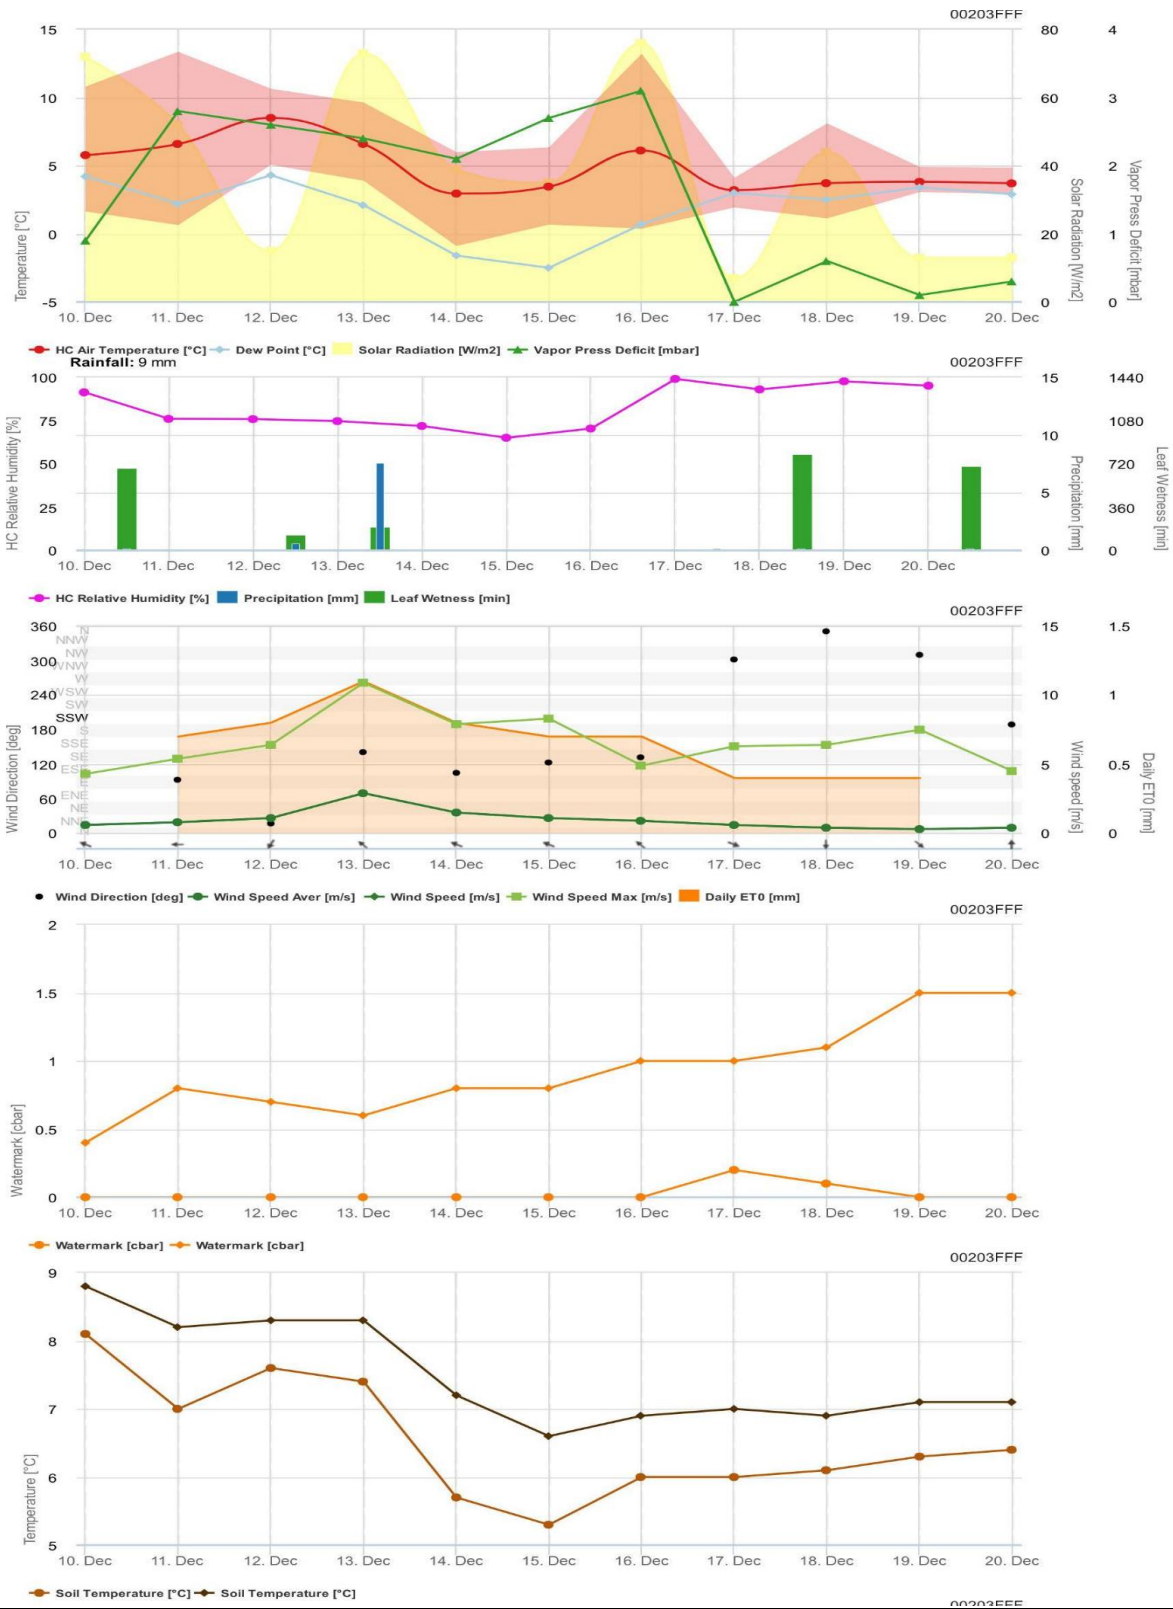 00203FFF
15 80 4
10 60 3
5 40 2
0 20 1
-5 0 0
Temperature [°C]
Solar Radiation [W/m2]
Vapor Press Deficit [mbar]
10. Dec 11. Dec 12. Dec 13. Dec 14. Dec 15. Dec 16. Dec 17. Dec 18. Dec 19. Dec 20. Dec
HC Air Temperature [°C] Dew Point [°C] Solar Radiation [W/m2] Vapor Press Deficit [mbar]
Rainfall: 9 mm 00203FFF
100 15 1440
75 10 1080
50 5 720
25 360
0 0 0
HC Relative Humidity [%]
Precipitation [mm]
Leaf Wetness [min]
10. Dec 11. Dec 12. Dec 13. Dec 14. Dec 15. Dec 16. Dec 17. Dec 18. Dec 19. Dec 20. Dec
HC Relative Humidity [%] Precipitation [mm] Leaf Wetness [min]
00203FFF
360 N 15 1.5
NNW
NW
300 WNW
W
WSW
240 10 1
SW
SSW
180 S
SSE
SE
120 ESE 5 0.5
E
ENE
60 NE
NNE
0 0 0
Wind Direction [deg]
Wind speed [m/s]
Daily ET0 [mm]
10. Dec 11. Dec 12. Dec 13. Dec 14. Dec 15. Dec 16. Dec 17. Dec 18. Dec 19. Dec 20. Dec
Wind Direction [deg] Wind Speed Aver [m/s] Wind Speed [m/s] Wind Speed Max [m/s] Daily ET0 [mm]
00203FFF
2
1.5
1
0.5
0
Watermark [cbar]
10. Dec 11. Dec 12. Dec 13. Dec 14. Dec 15. Dec 16. Dec 17. Dec 18. Dec 19. Dec 20. Dec
Watermark [cbar] Watermark [cbar]
00203FFF
9
8
7
6
5
Temperature [°C]
10. Dec 11. Dec 12. Dec 13. Dec 14. Dec 15. Dec 16. Dec 17. Dec 18. Dec 19. Dec 20. Dec
Soil Temperature [°C] Soil Temperature [°C]
00203FFF